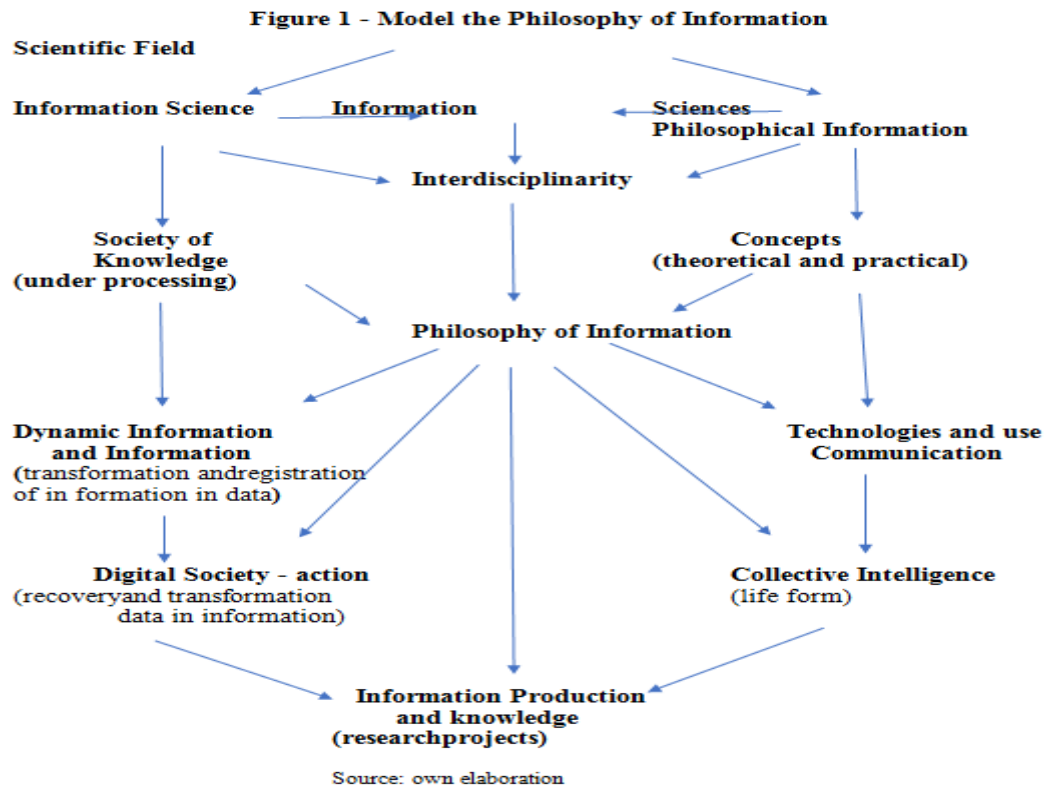 Figure 1 - Model the Philosophy of Information
Scientific Field
Information Science
Information
Sciences
Philosophical Information
Interdisciplinarity
Society of
Knowledge
(under processing)
Concepts
(theoretical and practical)
Philosophy of Information
Dynamic Information
and Information
(transformation andregistration
of in formation in data)
Technologies and use
Communication
Digital Society - action
(recoveryand transformation
data in information)
Collective Intelligence
(life form)
Information Production
and knowledge
(researchprojects)
Source: own elaboration